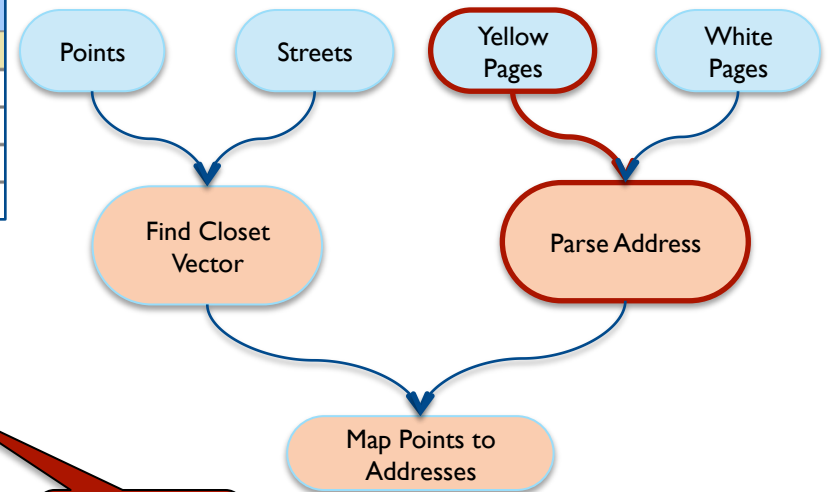 Points
Streets
Yellow
Pages
White
Pages
Find Closet
Vector
Parse Address
Map Points to
Addresses